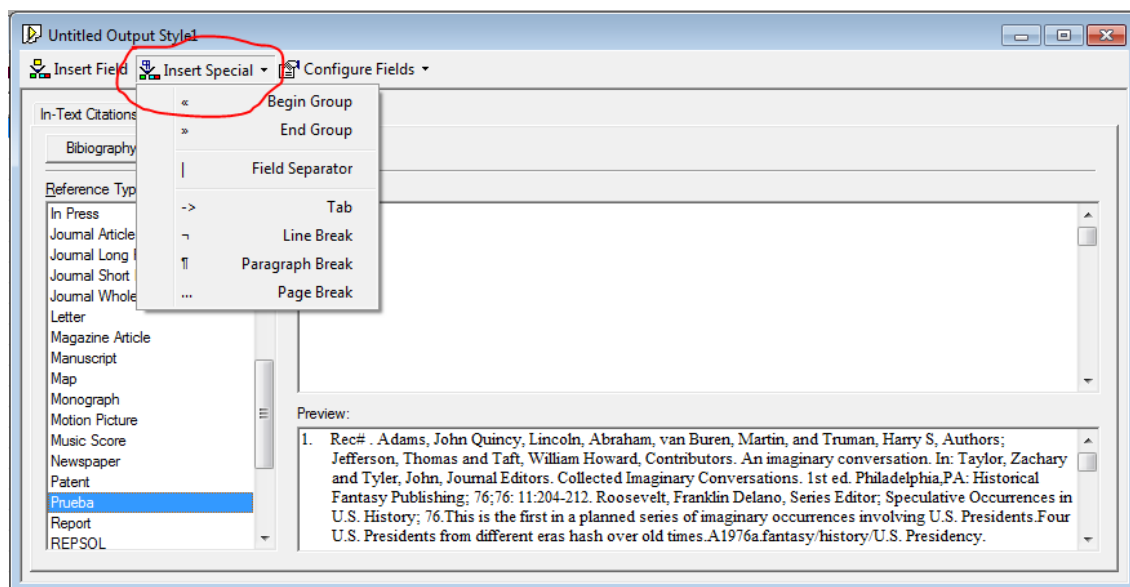 Untitled Output Style1
Insert Field Insert Special Configure Fields
« Begin Group
» End Group
| Field Separator
-> Tab
¬ Line Break
¶ Paragraph Break
... Page Break
In-Text Citations
Bibiography
Reference Typ
In Press
Journal Article
Journal Long
Journal Short
Journal Whole
Letter
Magazine Article
Manuscript
Map
Monograph
Motion Picture
Music Score
Newspaper
Patent
Prueba
Report
REPSOL
Preview:
1. Rec# . Adams, John Quincy, Lincoln, Abraham, van Buren, Martin, and Truman, Harry S, Authors;
Jefferson, Thomas and Taft, William Howard, Contributors. An imaginary conversation. In: Taylor, Zachary
and Tyler, John, Journal Editors. Collected Imaginary Conversations. 1st ed. Philadelphia,PA: Historical
Fantasy Publishing; 76;76: 11:204-212. Roosevelt, Franklin Delano, Series Editor; Speculative Occurrences in
U.S. History; 76.This is the first in a planned series of imaginary occurrences involving U.S. Presidents.Four
U.S. Presidents from different eras hash over old times.A1976a.fantasy/history/U.S. Presidency.